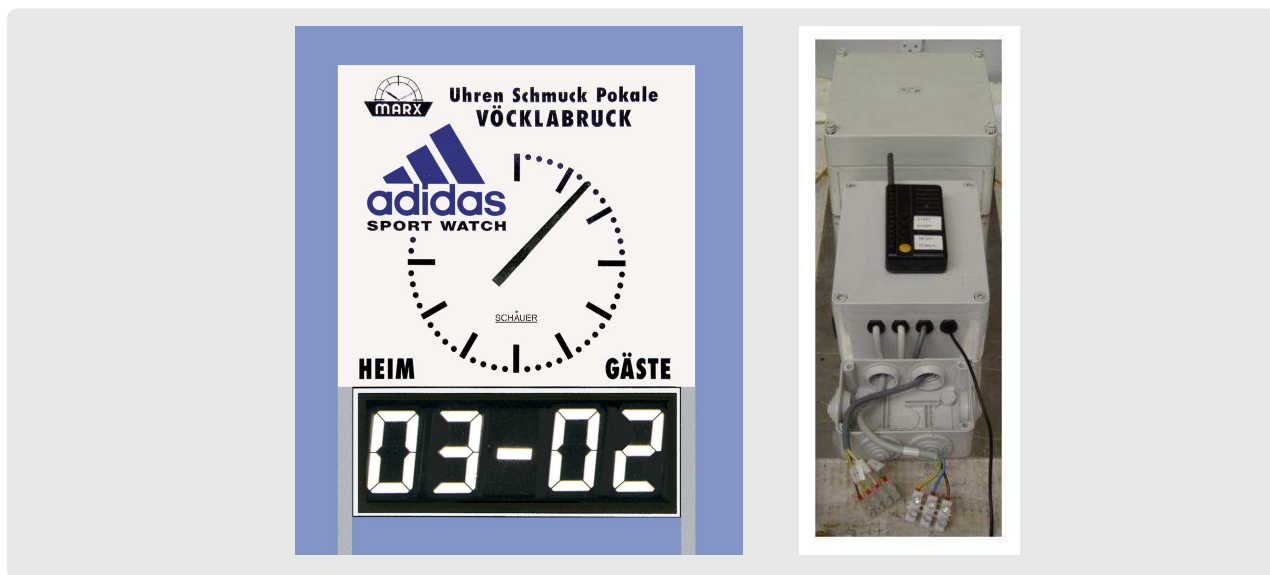 MARX
Uhren Schmuck Pokale
VÖCKLABRUCK
adidas
SPORT WATCH
SCHAUER
HEIM
GÄSTE
03-02